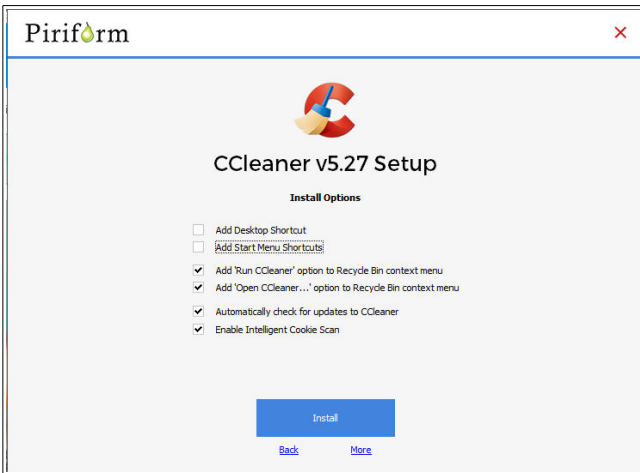 Piriform
CCleaner v5.27 Setup
Install Options
Add Desktop Shortcut
Add Start Menu Shortcuts
Add 'Run CCleaner' option to Recycle Bin context menu
Add 'Open CCleaner...' option to Recycle Bin context menu
Automatically check for updates to CCleaner
Enable Intelligent Cookie Scan
Install
Back More